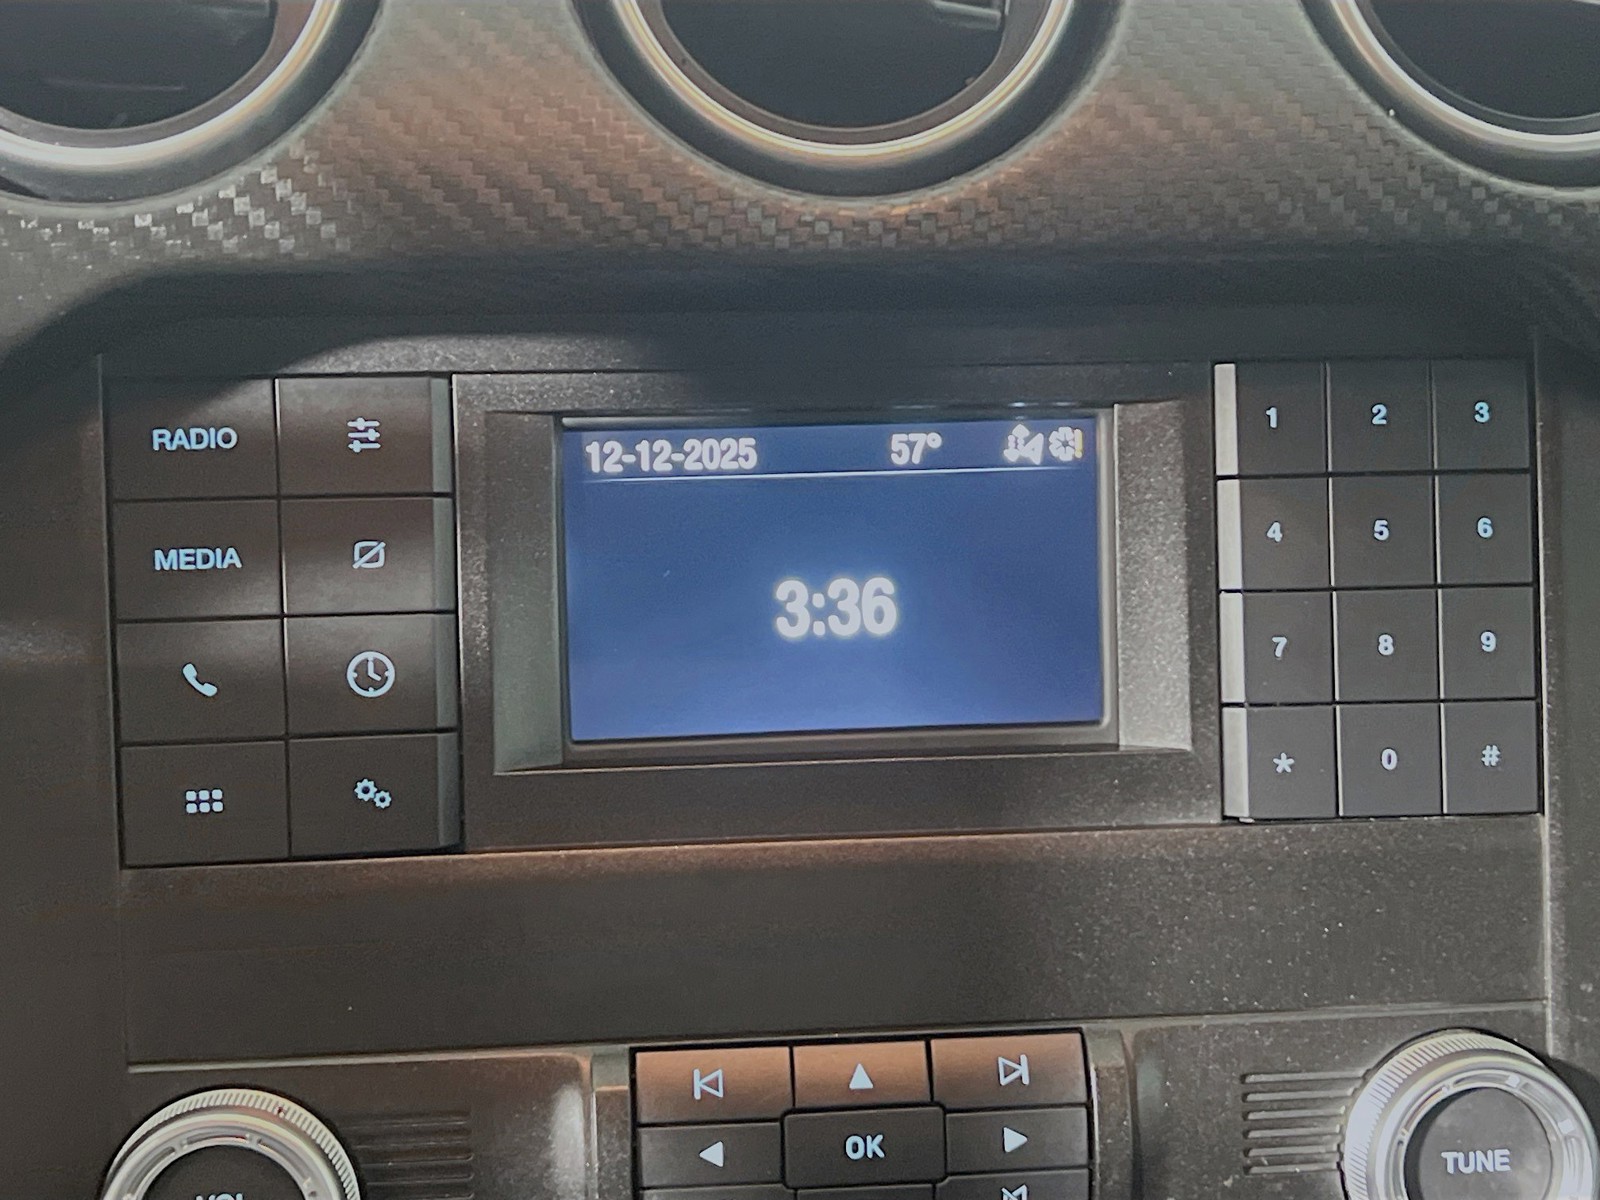 12-12-2025 57°
3:36
RADIO
MEDIA
1 2 3
4 5 6
7 8 9
* 0 #
OK
TUNE